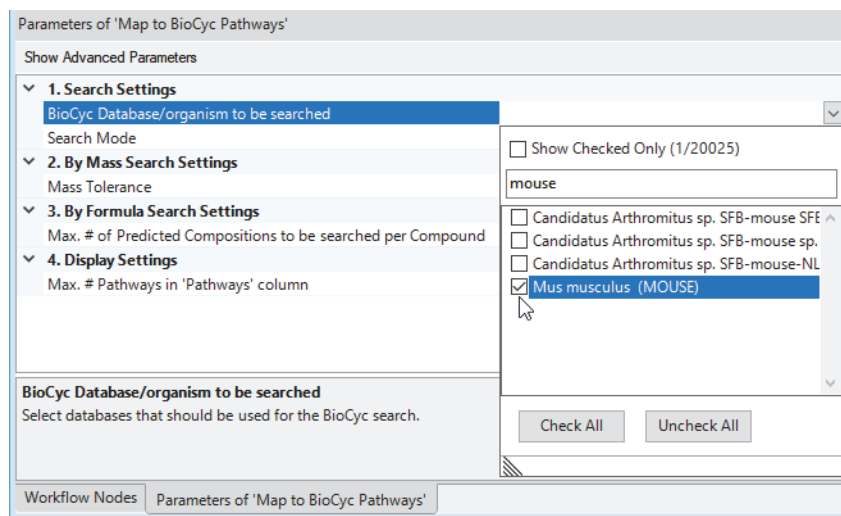 Parameters of 'Map to BioCyc Pathways'
Show Advanced Parameters
1. Search Settings
BioCyc Database/organism to be searched
Search Mode
Show Checked Only (1/20025)
2. By Mass Search Settings
Mass Tolerance
mouse
3. By Formula Search Settings
Candidatus Arthromitus sp. SFB-mouse SFB
Max. # of Predicted Compositions to be searched per Compound
Candidatus Arthromitus sp. SFB-mouse sp.
4. Display Settings
Candidatus Arthromitus sp. SFB-mouse-NL
Max. # Pathways in 'Pathways' column
Mus musculus (MOUSE)
BioCyc Database/organism to be searched
Select databases that should be used for the BioCyc search.
Check All
Uncheck All
Workflow Nodes
Parameters of 'Map to BioCyc Pathways'